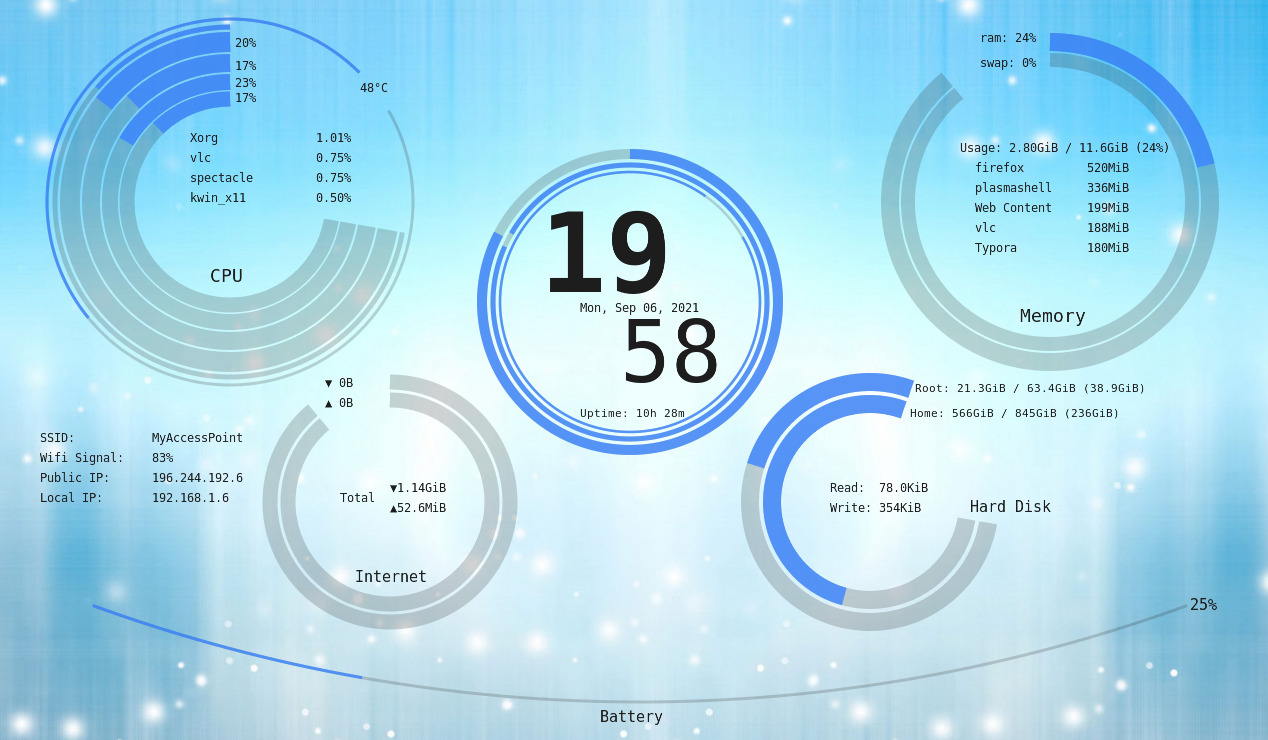 20%
17%
23%
17%
48°C
Xorg 1.01%
vlc 0.75%
spectacle 0.75%
kwin_x11 0.50%
CPU
ram: 24%
swap: 0%
Usage: 2.80GiB / 11.6GiB (24%)
firefox 520MiB
plasmashell 336MiB
Web Content 199MiB
vlc 188MiB
Typora 180MiB
Memory
19
Mon, Sep 06, 2021
58
Uptime: 10h 28m
▼ 0B
▲ 0B
SSID: MyAccessPoint
Wifi Signal: 83%
Public IP: 196.244.192.6
Local IP: 192.168.1.6
Total ▼1.14GiB
▲52.6MiB
Internet
Root: 21.3GiB / 63.4GiB (38.9GiB)
Home: 566GiB / 845GiB (236GiB)
Read: 78.0KiB
Write: 354KiB
Hard Disk
25%
Battery